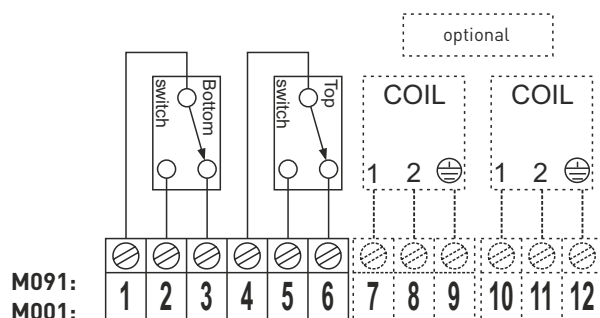 optional
Bottom
switch
Top
switch
COIL
COIL
1 2
1 2
M091:
M001:
1 2 3 4 5 6 7 8 9 10 11 12